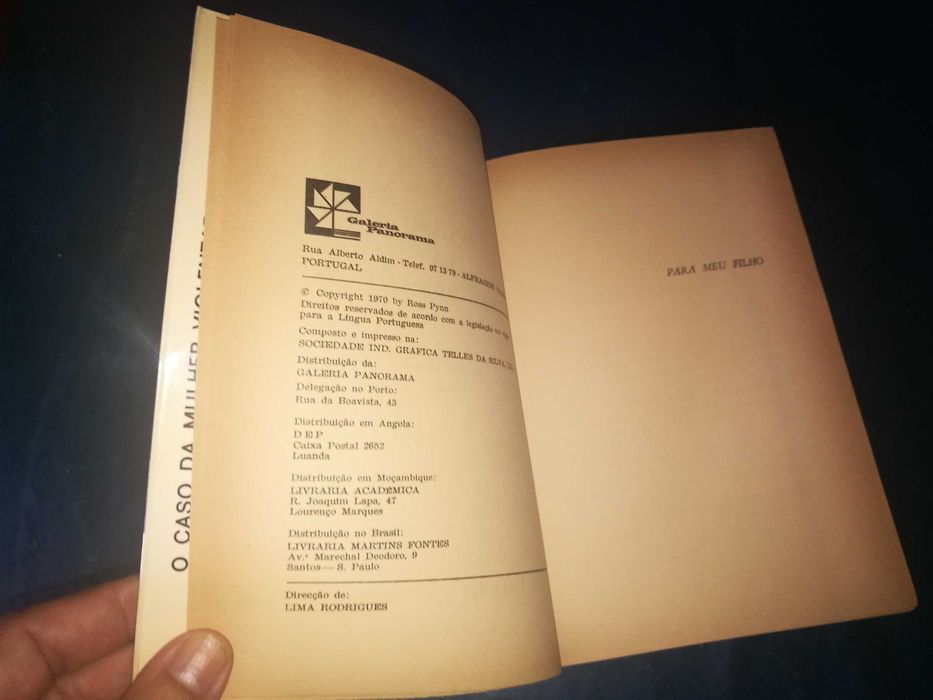 O CASO DA MULHER
Galeria
Panorama
Rua Alberto Aldim - Telef. 97 13 79 - ALFRAGIDE
PORTUGAL
© Copyright 1970 by Ross Pynn
Direitos reservados de acordo com a legislação em
para a Língua Portuguesa
Composto e impresso na:
SOCIEDADE IND. GRAFICA TELLES DA SILVA,
Distribuição da:
GALERIA PANORAMA
Delegação no Porto:
Rua da Boavista, 43
Distribuição em Angola:
D E P
Caixa Postal 2652
Luanda
Distribuição em Moçambique:
LIVRARIA ACADÉMICA
R. Joaquim Lapa, 47
Lourenço Marques
Distribuição no Brasil:
LIVRARIA MARTINS FONTES
Av.ª Marechal Deodoro, 9
Santos — S. Paulo
Direcção de:
LIMA RODRIGUES
PARA MEU FILHO